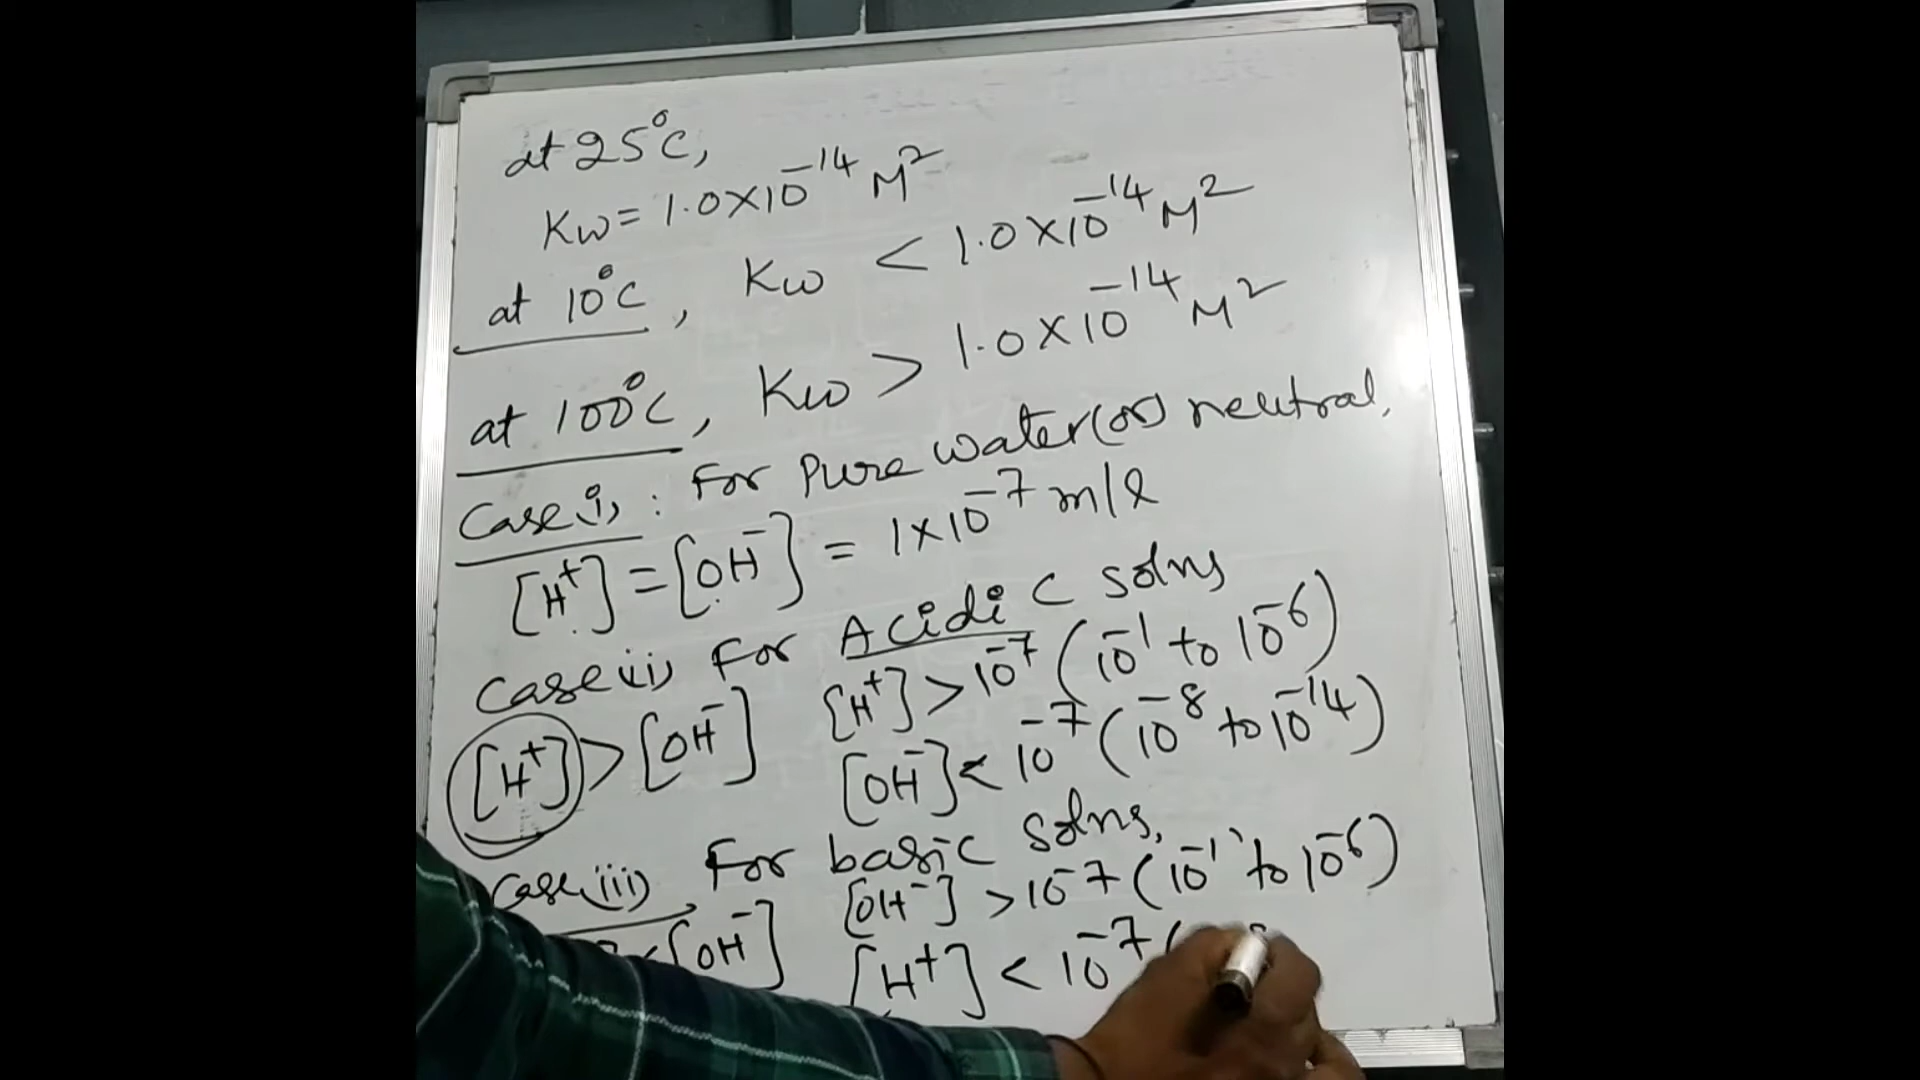 at 25°C,
Kw = 1.0×10⁻¹⁴ M²
at 10°C, Kw < 1.0×10⁻¹⁴ M²
at 100°C, Kw > 1.0×10⁻¹⁴ M²
Case(i) : For Pure water (or) neutral,
[H⁺] = [OH⁻] = 1×10⁻⁷ m/l
Case(ii) For Acidic solns
[H⁺] > [OH⁻] [H⁺] > 10⁻⁷ (10⁻¹ to 10⁻⁶)
[OH⁻] < 10⁻⁷ (10⁻⁸ to 10⁻¹⁴)
Case(iii) For basic solns,
[OH⁻] > 10⁻⁷ (10⁻¹ to 10⁻⁶)
< [OH⁻] [H⁺] < 10⁻⁷ (